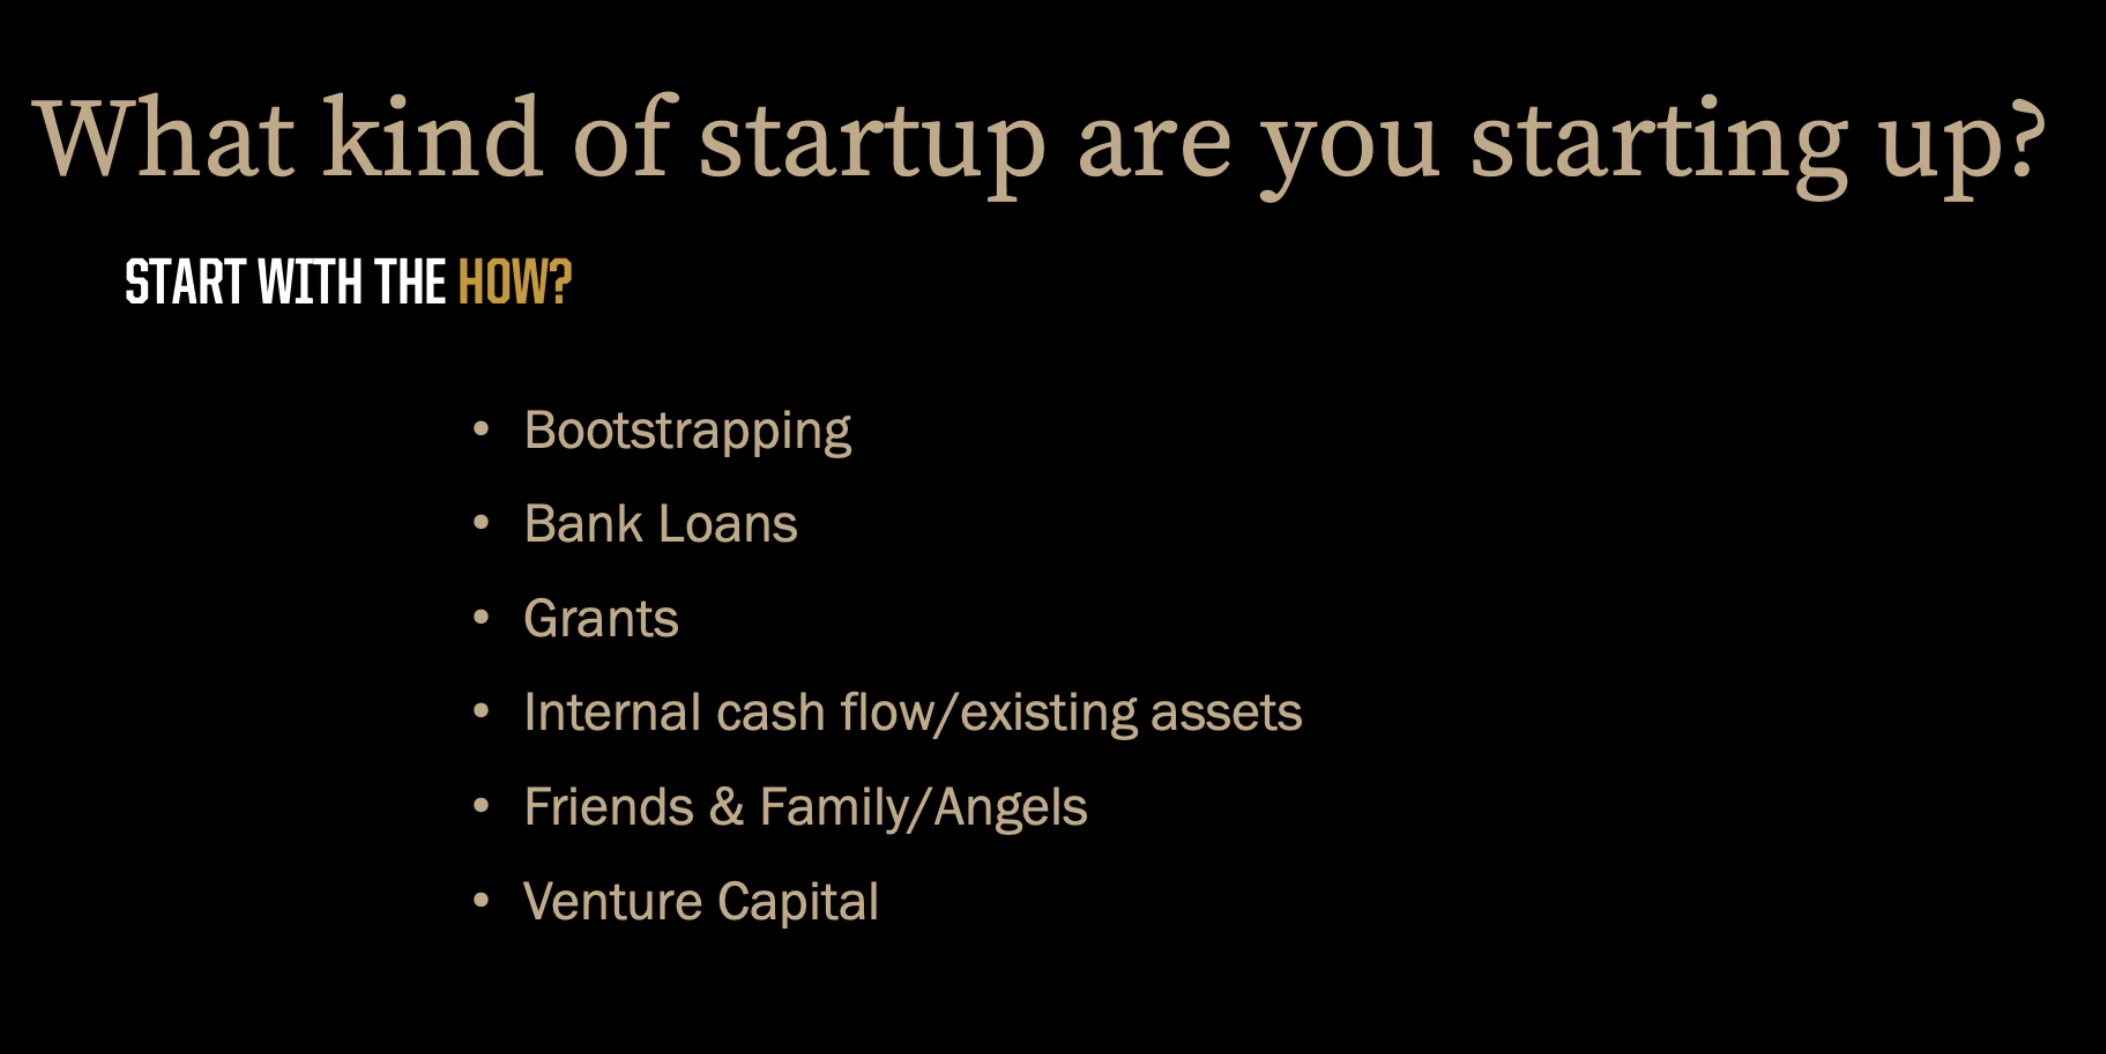 What kind of startup are you starting up?
START WITH THE HOW?
• Bootstrapping
• Bank Loans
• Grants
• Internal cash flow/existing assets
• Friends & Family/Angels
• Venture Capital